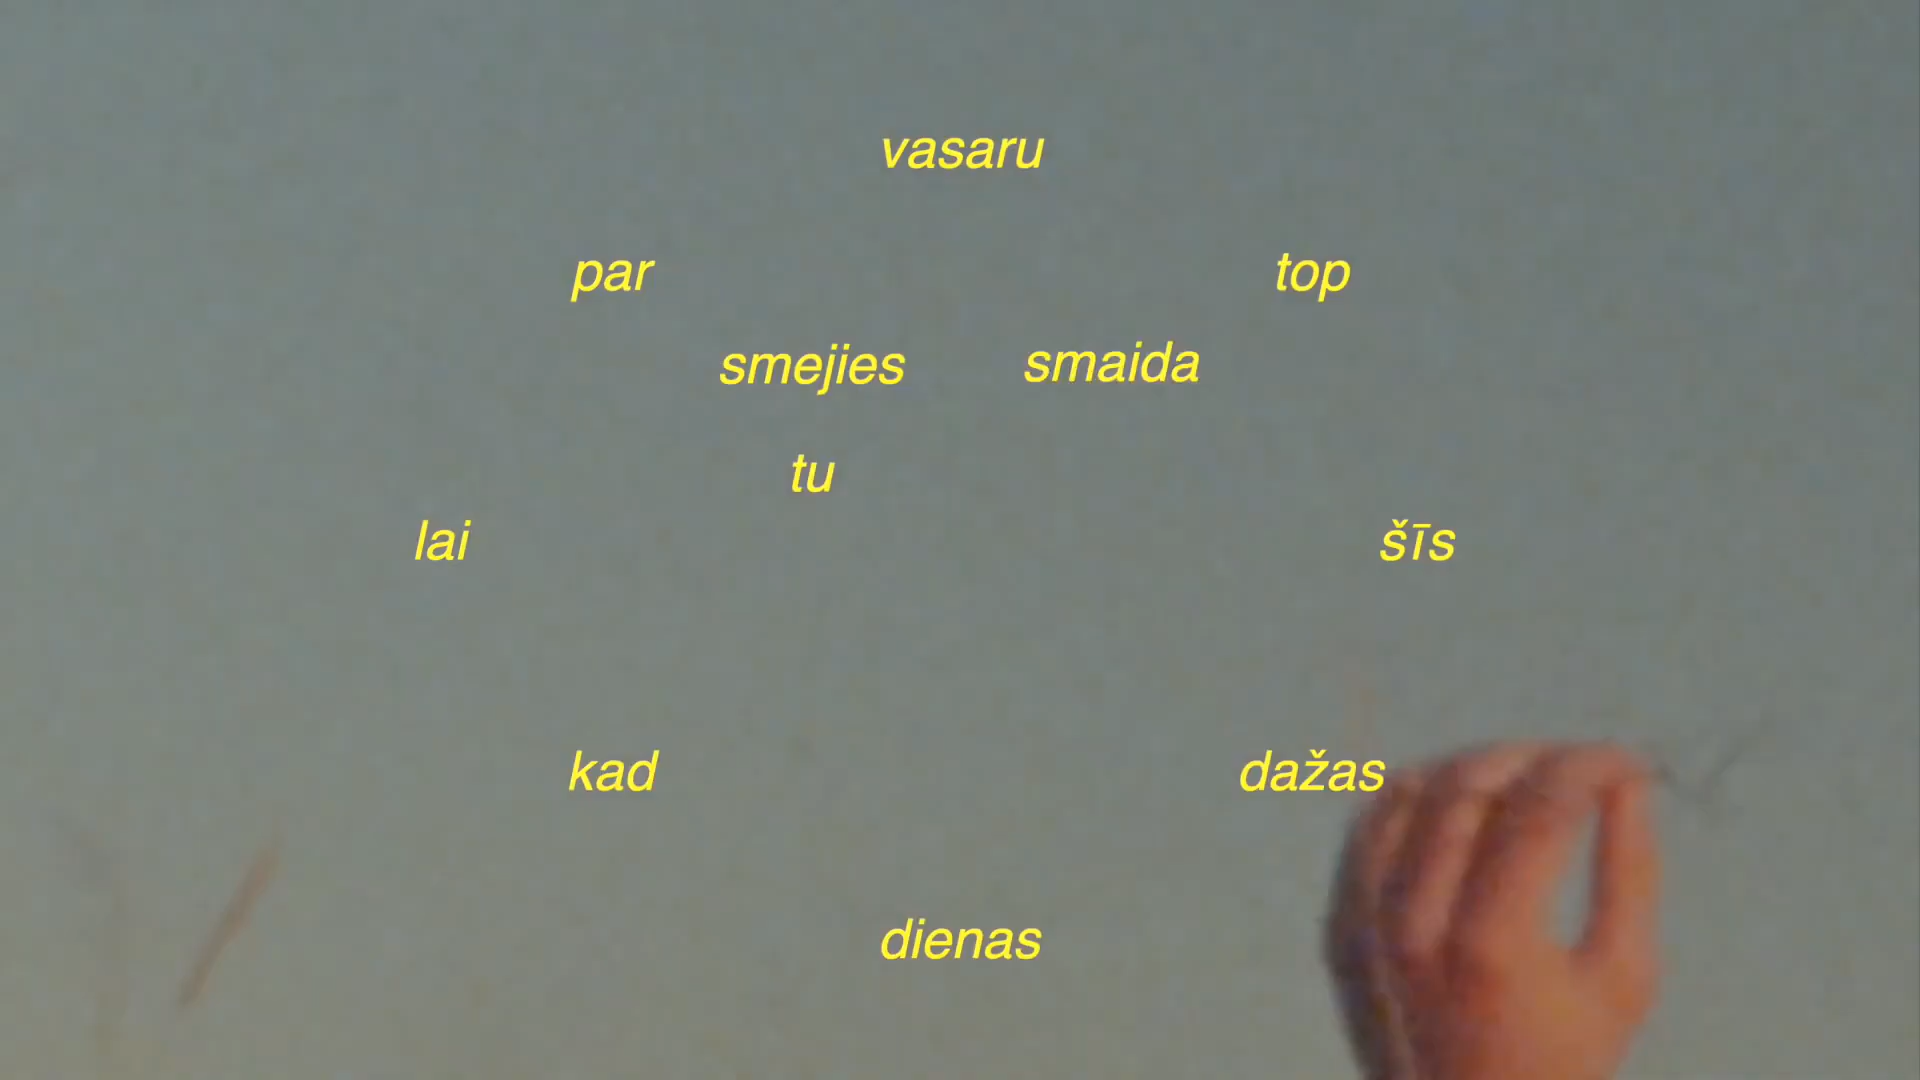 vasaru
par top
smejies smaida
tu
lai šīs
kad dažas
dienas